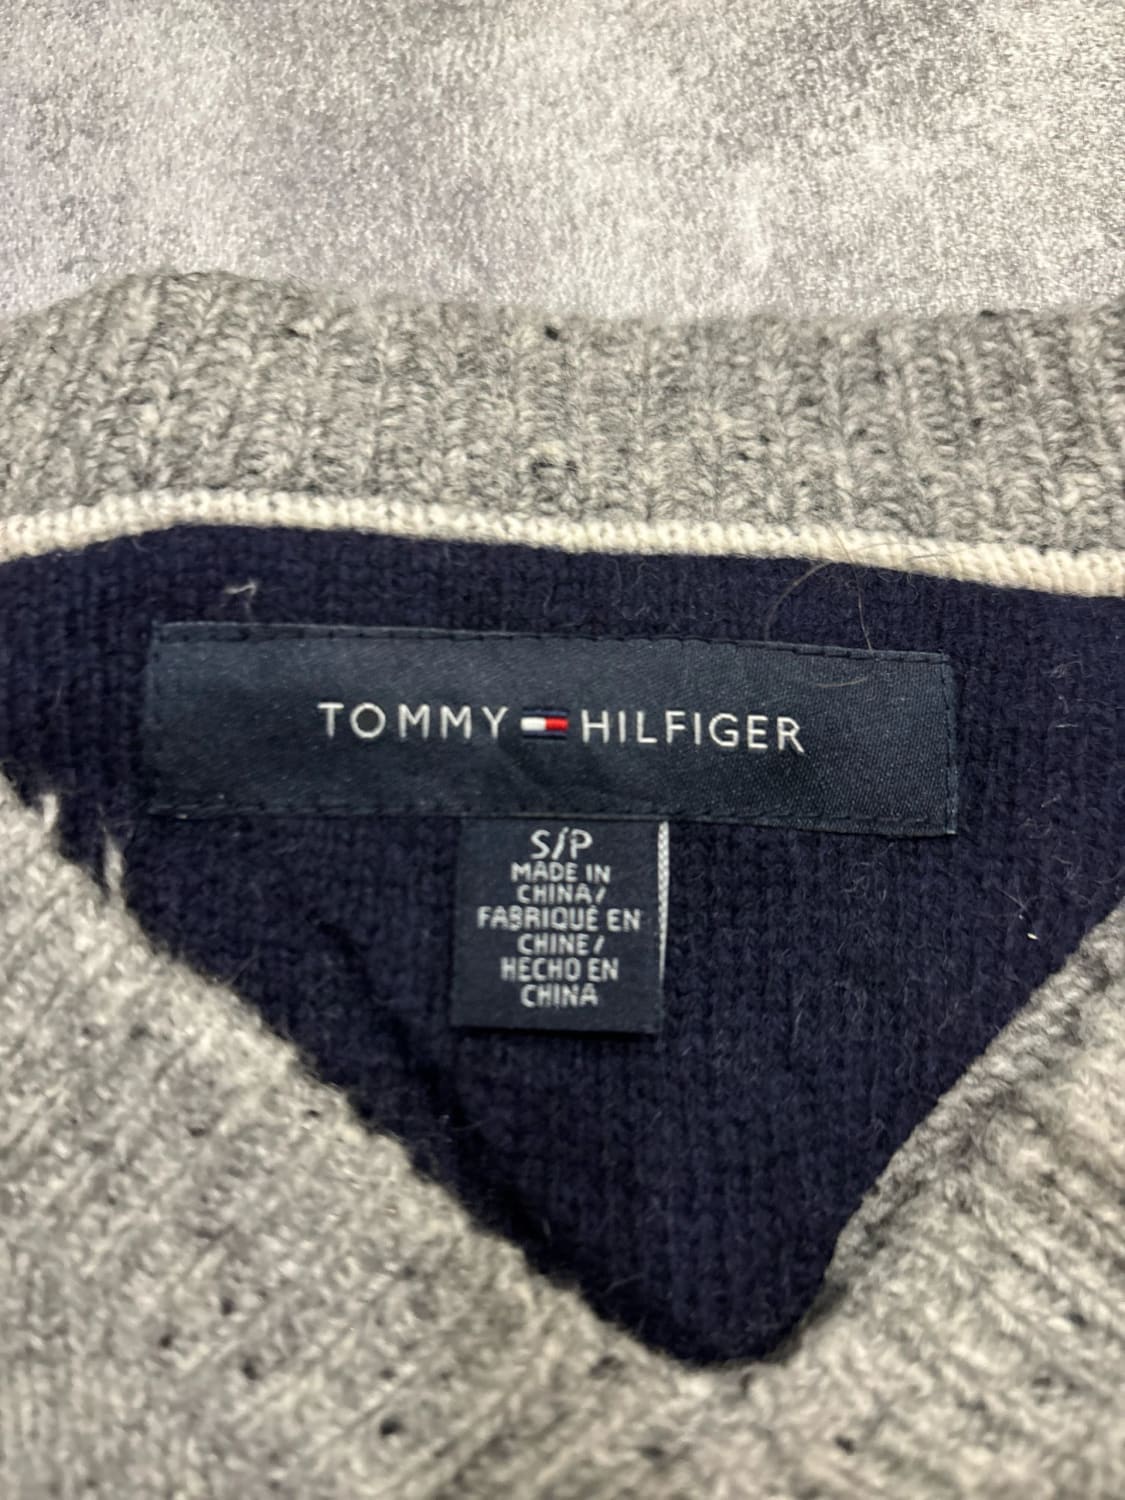 TOMMY HILFIGER
S/P
MADE IN
CHINA/
FABRIQUÉ EN
CHINE/
HECHO EN
CHINA